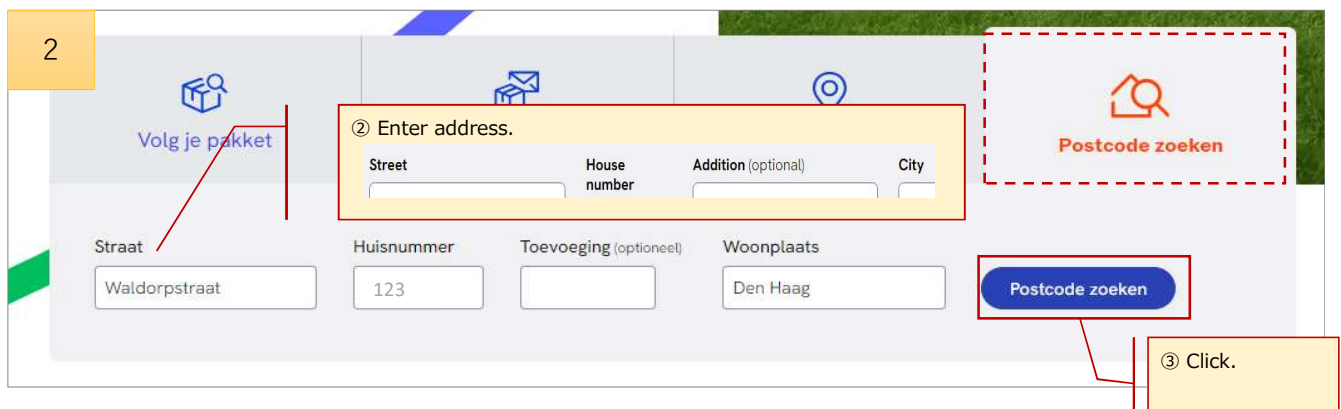 2
Volg je pakket
Postcode zoeken
② Enter address.
Street House number Addition (optional) City
Straat Huisnummer Toevoeging (optioneel) Woonplaats
Waldorpstraat 123 Den Haag Postcode zoeken
③ Click.